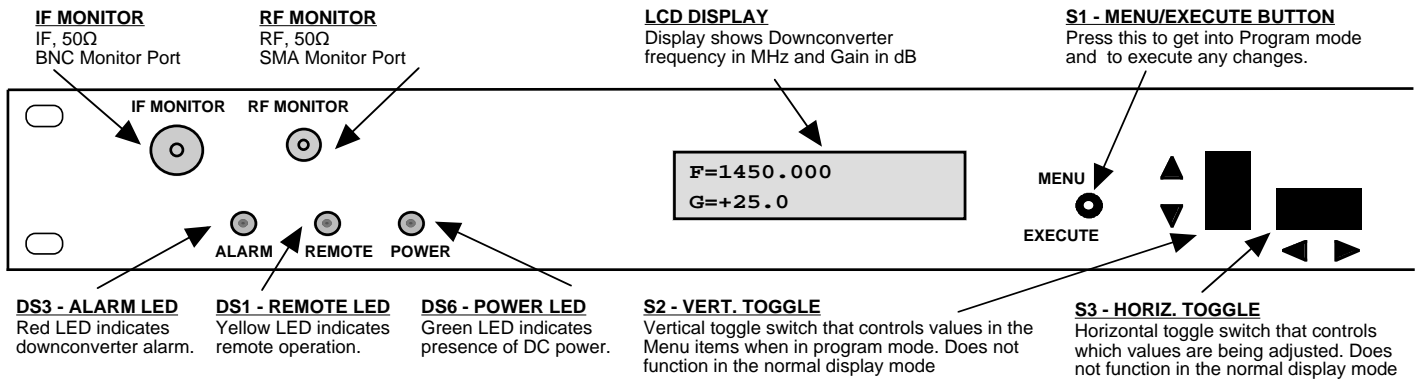 IF MONITOR
IF, 50Ω
BNC Monitor Port
RF MONITOR
RF, 50Ω
SMA Monitor Port
LCD DISPLAY
Display shows Downconverter
frequency in MHz and Gain in dB
S1 - MENU/EXECUTE BUTTON
Press this to get into Program mode
and to execute any changes.
IF MONITOR
RF MONITOR
F=1450.000
G=+25.0
MENU
EXECUTE
ALARM
REMOTE
POWER
DS3 - ALARM LED
Red LED indicates
downconverter alarm.
DS1 - REMOTE LED
Yellow LED indicates
remote operation.
DS6 - POWER LED
Green LED indicates
presence of DC power.
S2 - VERT. TOGGLE
Vertical toggle switch that controls values in the
Menu items when in program mode. Does not
function in the normal display mode
S3 - HORIZ. TOGGLE
Horizontal toggle switch that controls
which values are being adjusted. Does
not function in the normal display mode